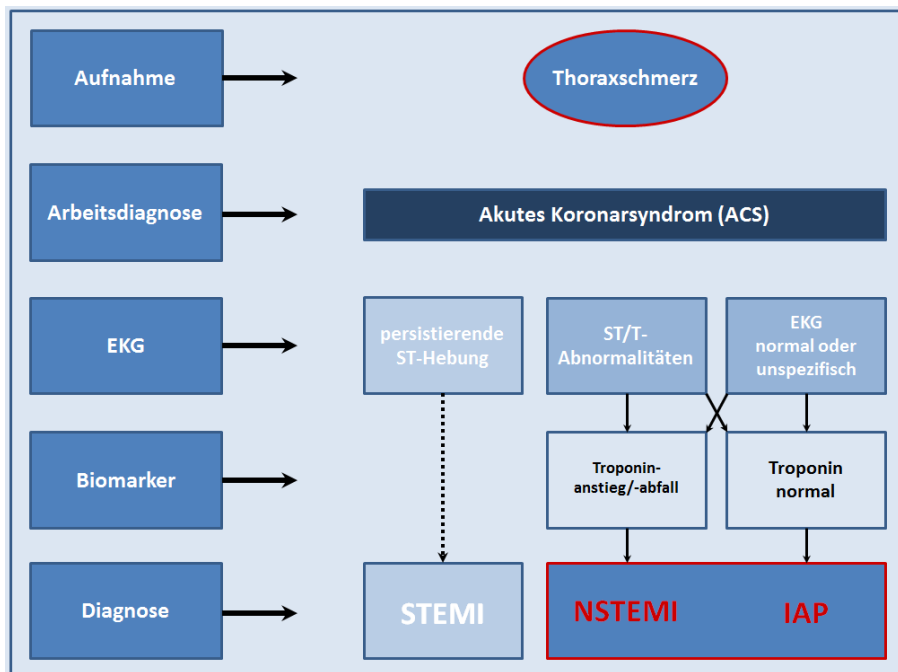 Aufnahme
Thoraxschmerz
Arbeitsdiagnose
Akutes Koronarsyndrom (ACS)
EKG
persistierende
ST-Hebung
ST/T-
Abnormalitäten
EKG
normal oder
unspezifisch
Biomarker
Troponin-
anstieg/-abfall
Troponin
normal
Diagnose
STEMI
NSTEMI
IAP